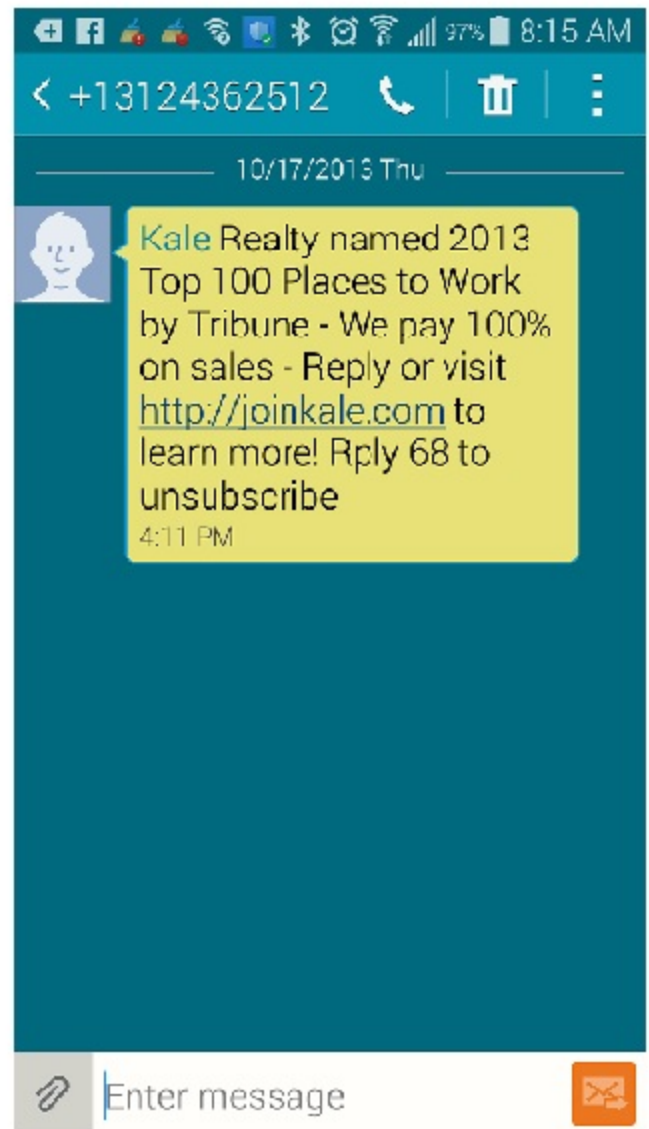 97% 8:15 AM
+13124362512
10/17/2013 Thu
Kale Realty named 2013
Top 100 Places to Work
by Tribune - We pay 100%
on sales - Reply or visit
http://joinkale.com to
learn more! Rply 68 to
unsubscribe
4:11 PM
Enter message